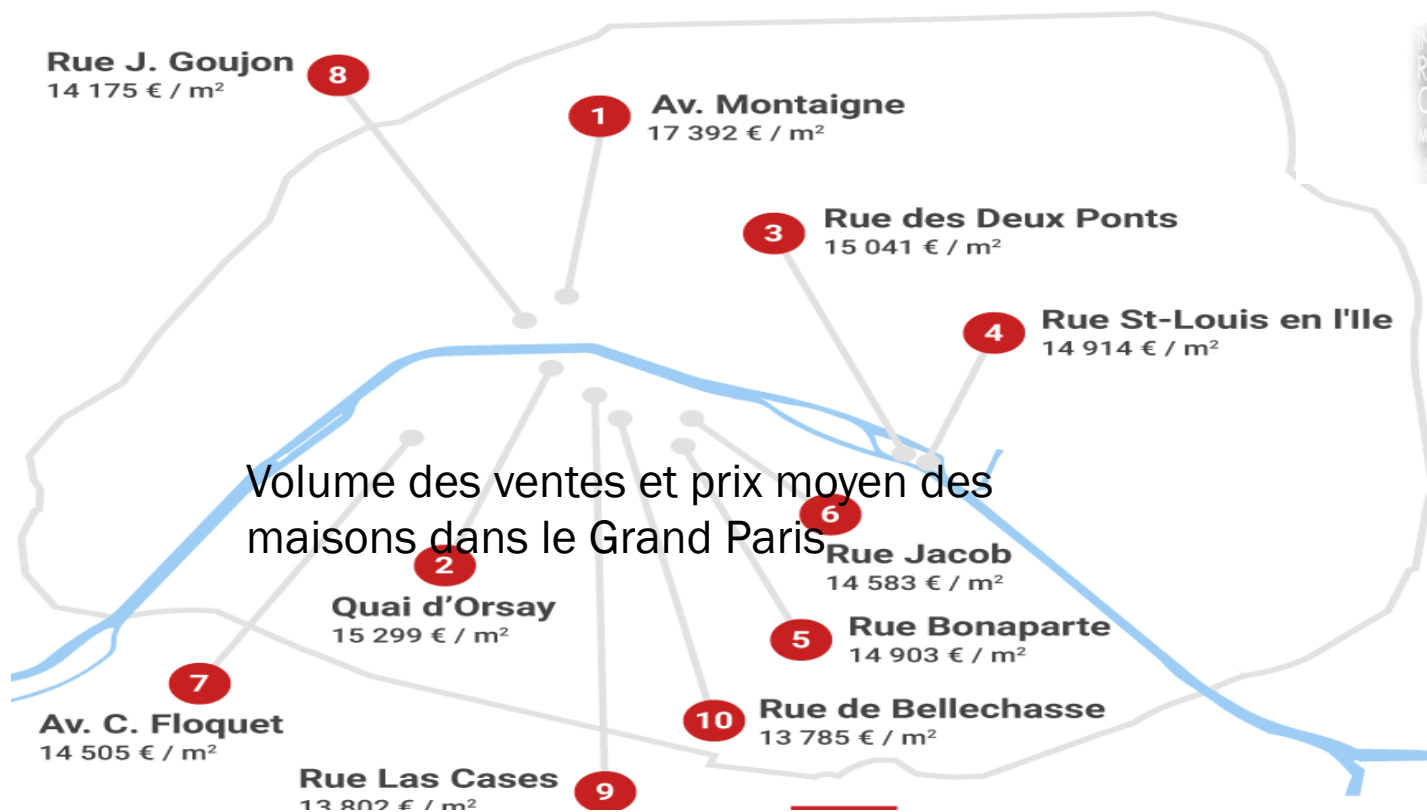 Rue J. Goujon
14 175 € / m²
8
1
Av. Montaigne
17 392 € / m²
3
Rue des Deux Ponts
15 041 € / m²
4
Rue St-Louis en l'Ile
14 914 € / m²
Volume des ventes et prix moyen des
maisons dans le Grand Paris
6
Rue Jacob
14 583 € / m²
2
Quai d'Orsay
15 299 € / m²
5
Rue Bonaparte
14 903 € / m²
7
Av. C. Floquet
14 505 € / m²
10
Rue de Bellechasse
13 785 € / m²
Rue Las Cases
13 802 € / m²
9